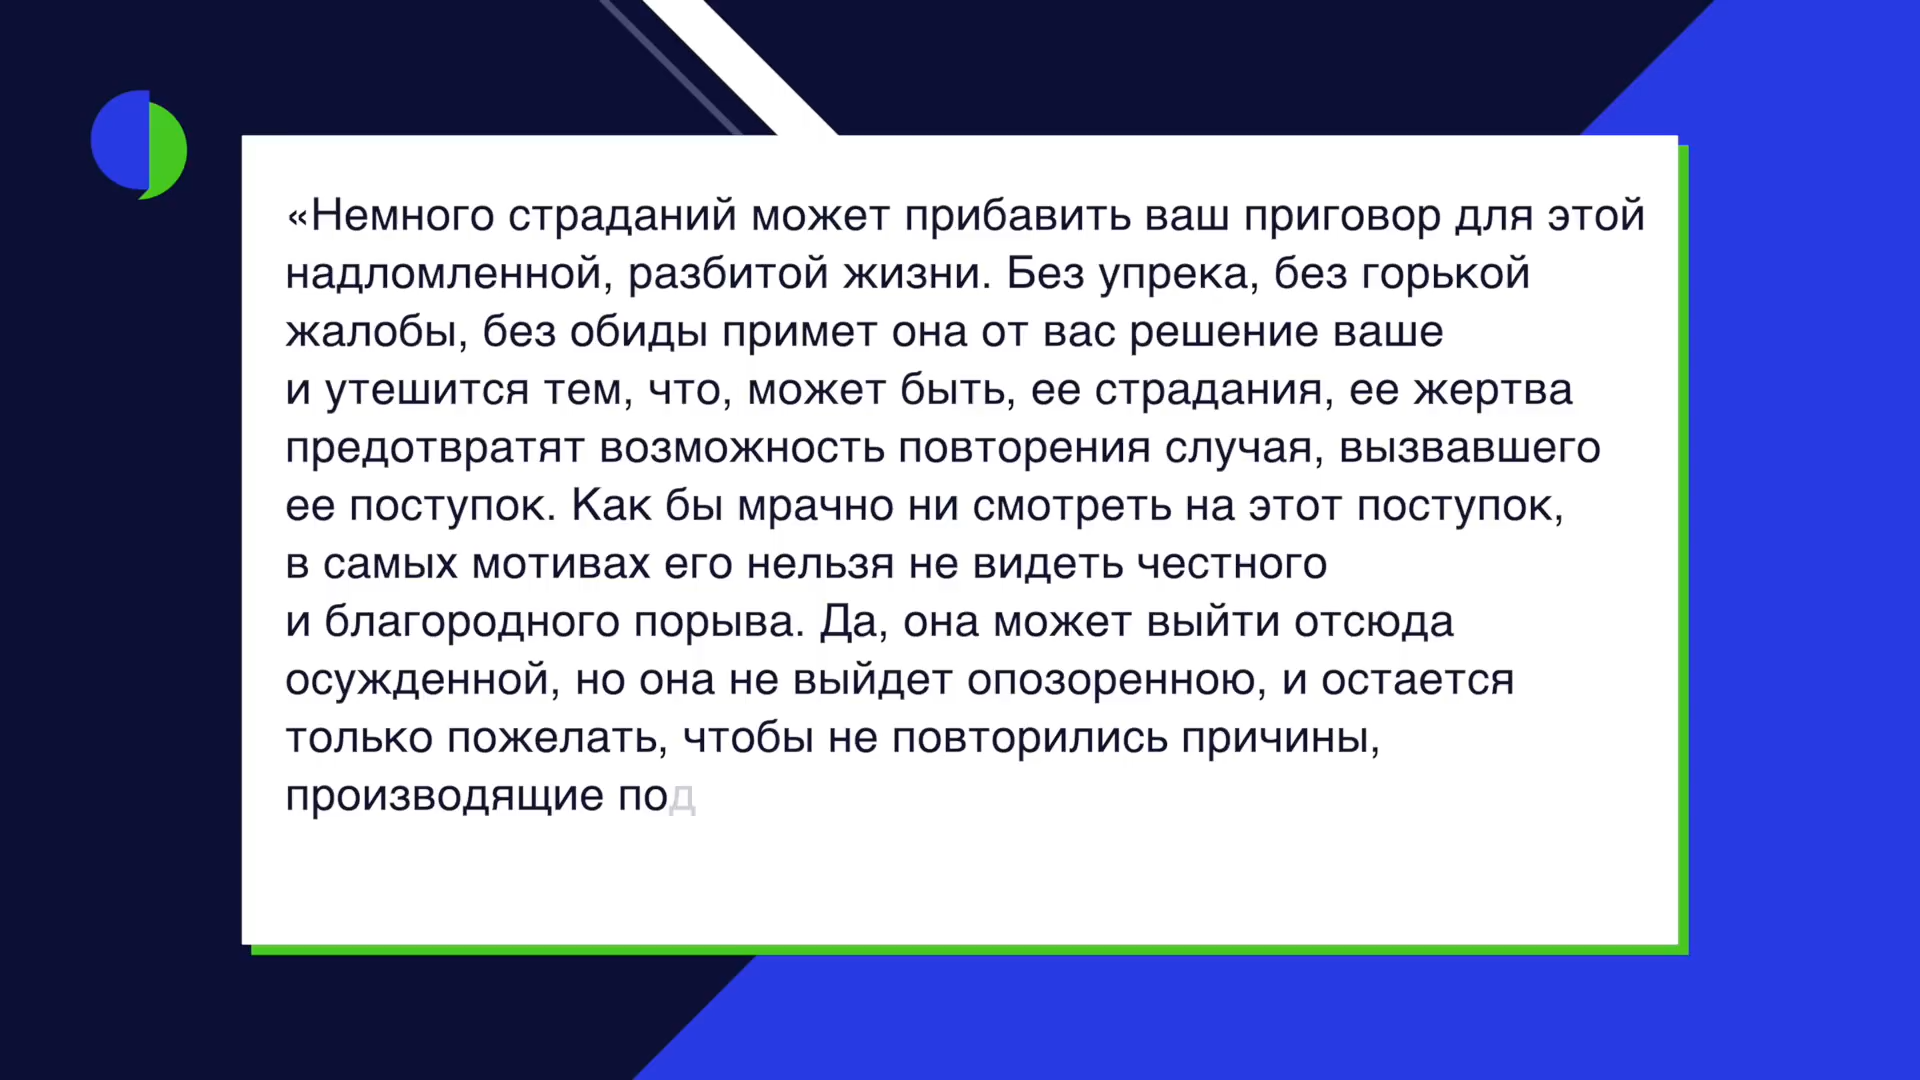 «Немного страданий может прибавить ваш приговор для этой
надломленной, разбитой жизни. Без упрека, без горькой
жалобы, без обиды примет она от вас решение ваше
и утешится тем, что, может быть, ее страдания, ее жертва
предотвратят возможность повторения случая, вызвавшего
ее поступок. Как бы мрачно ни смотреть на этот поступок,
в самых мотивах его нельзя не видеть честного
и благородного порыва. Да, она может выйти отсюда
осужденной, но она не выйдет опозоренною, и остается
только пожелать, чтобы не повторились причины,
производящие под